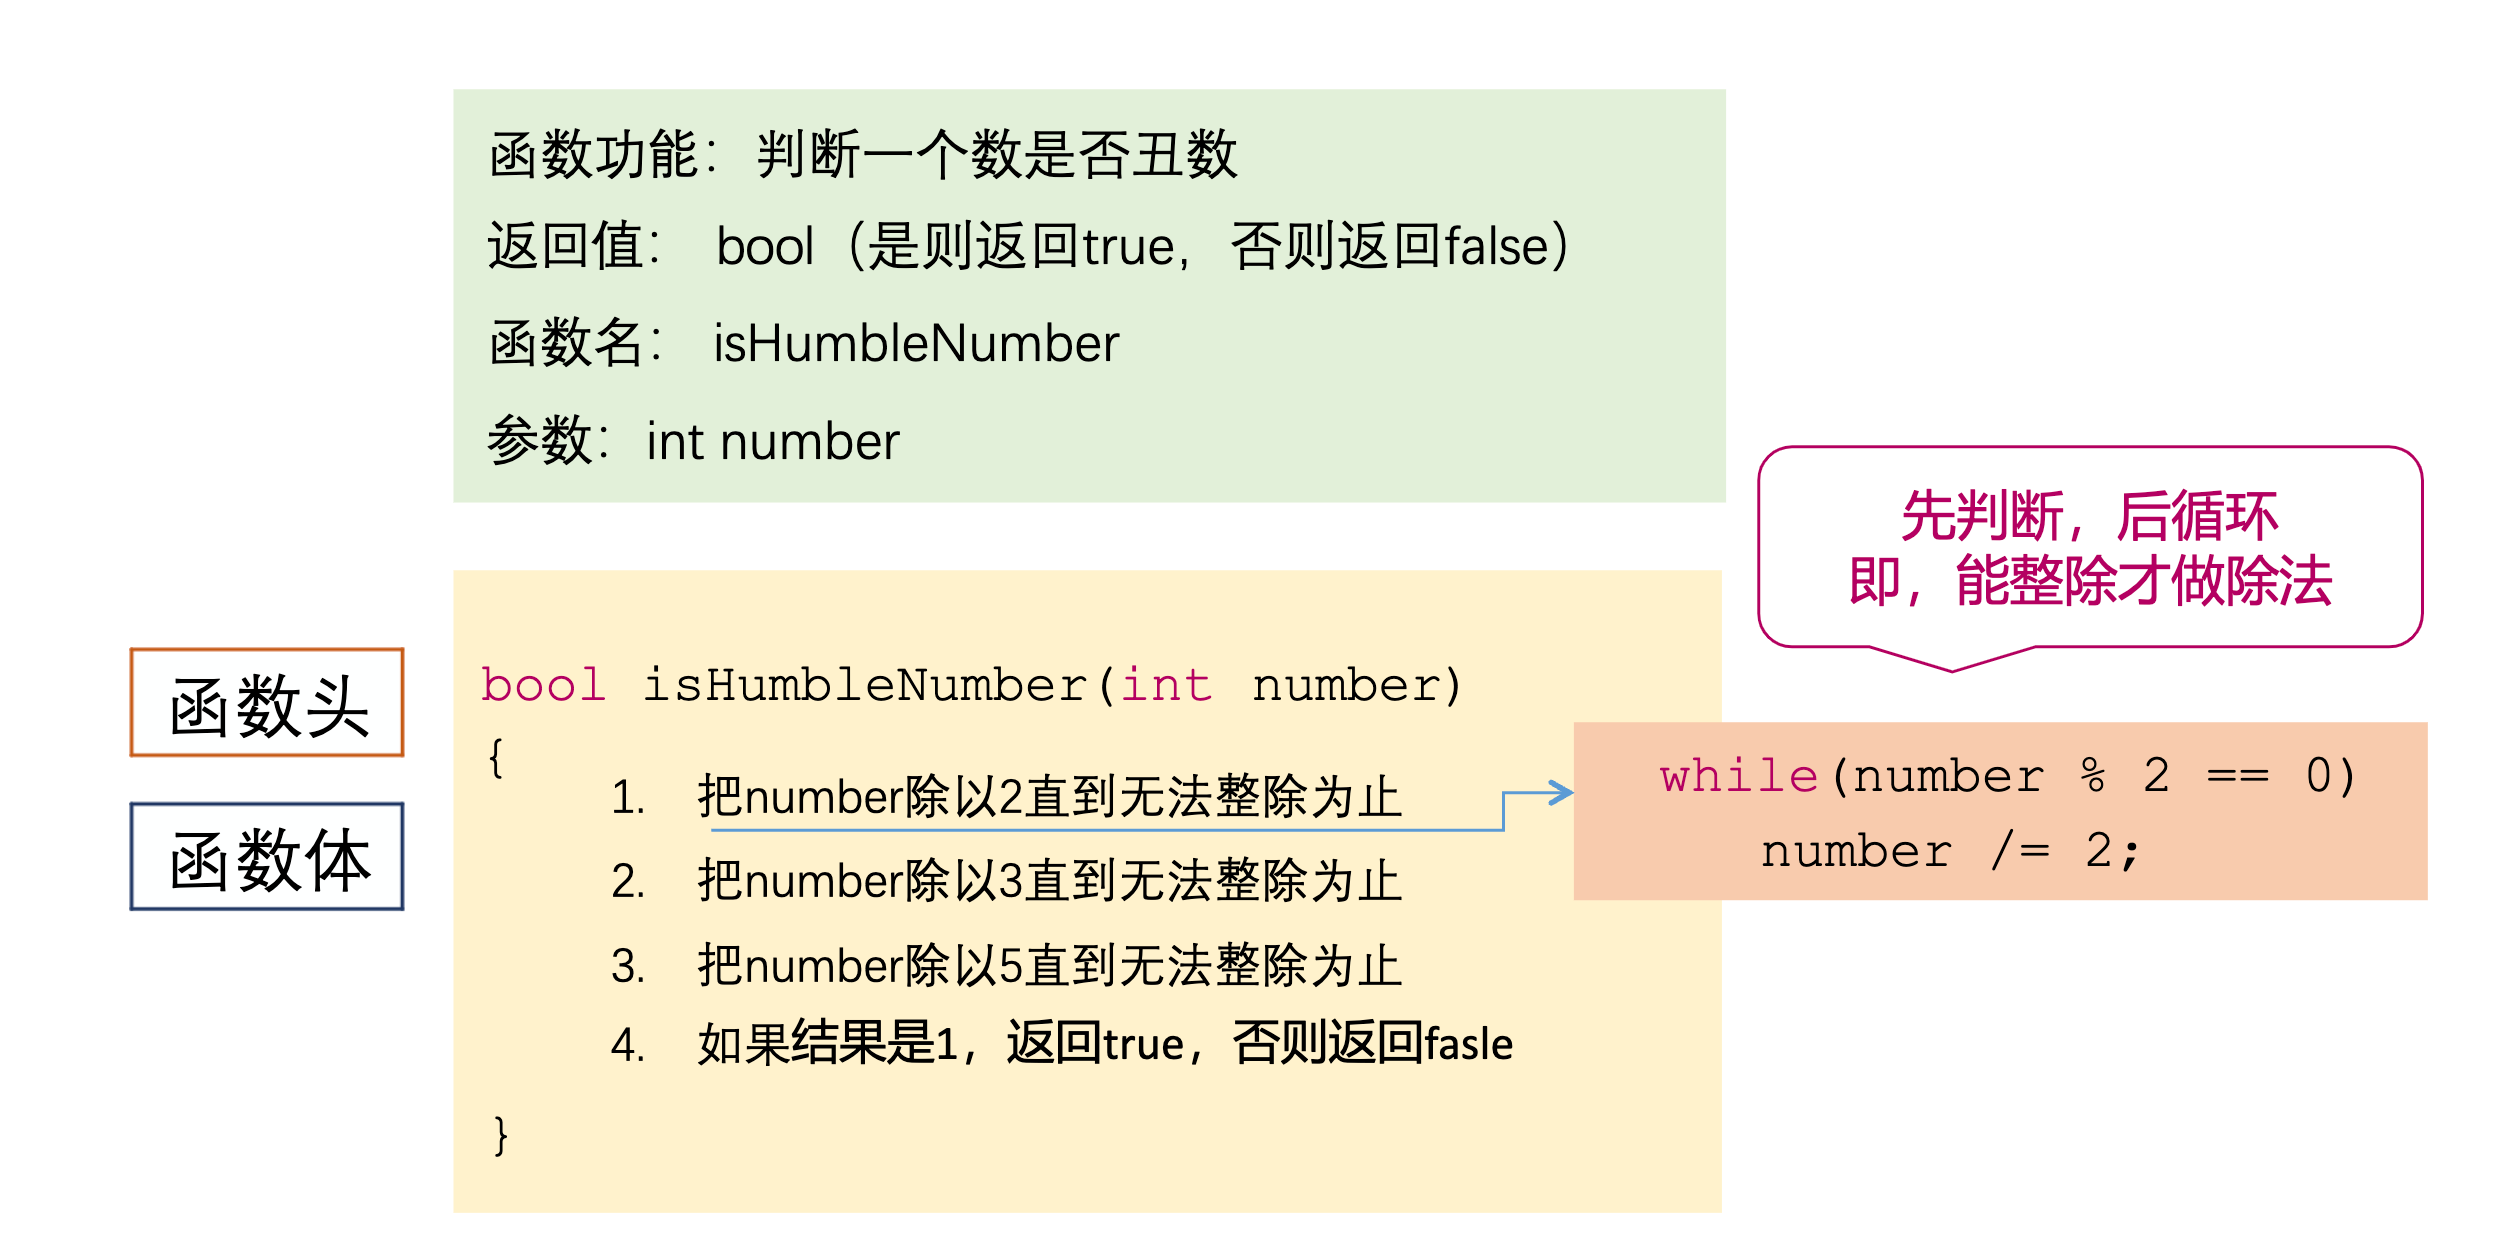 函数功能： 判断一个数是否丑数
返回值： bool（是则返回true，否则返回false）
函数名： isHumbleNumber
参数： int number
先判断，后循环
即，能整除才做除法
函数头
函数体
bool isHumbleNumber(int number)
{
1. 把number除以2直到无法整除为止
2. 把number除以3直到无法整除为止
3. 把number除以5直到无法整除为止
4. 如果结果是1，返回true，否则返回fasle
}
while(number % 2 == 0)
number /= 2;